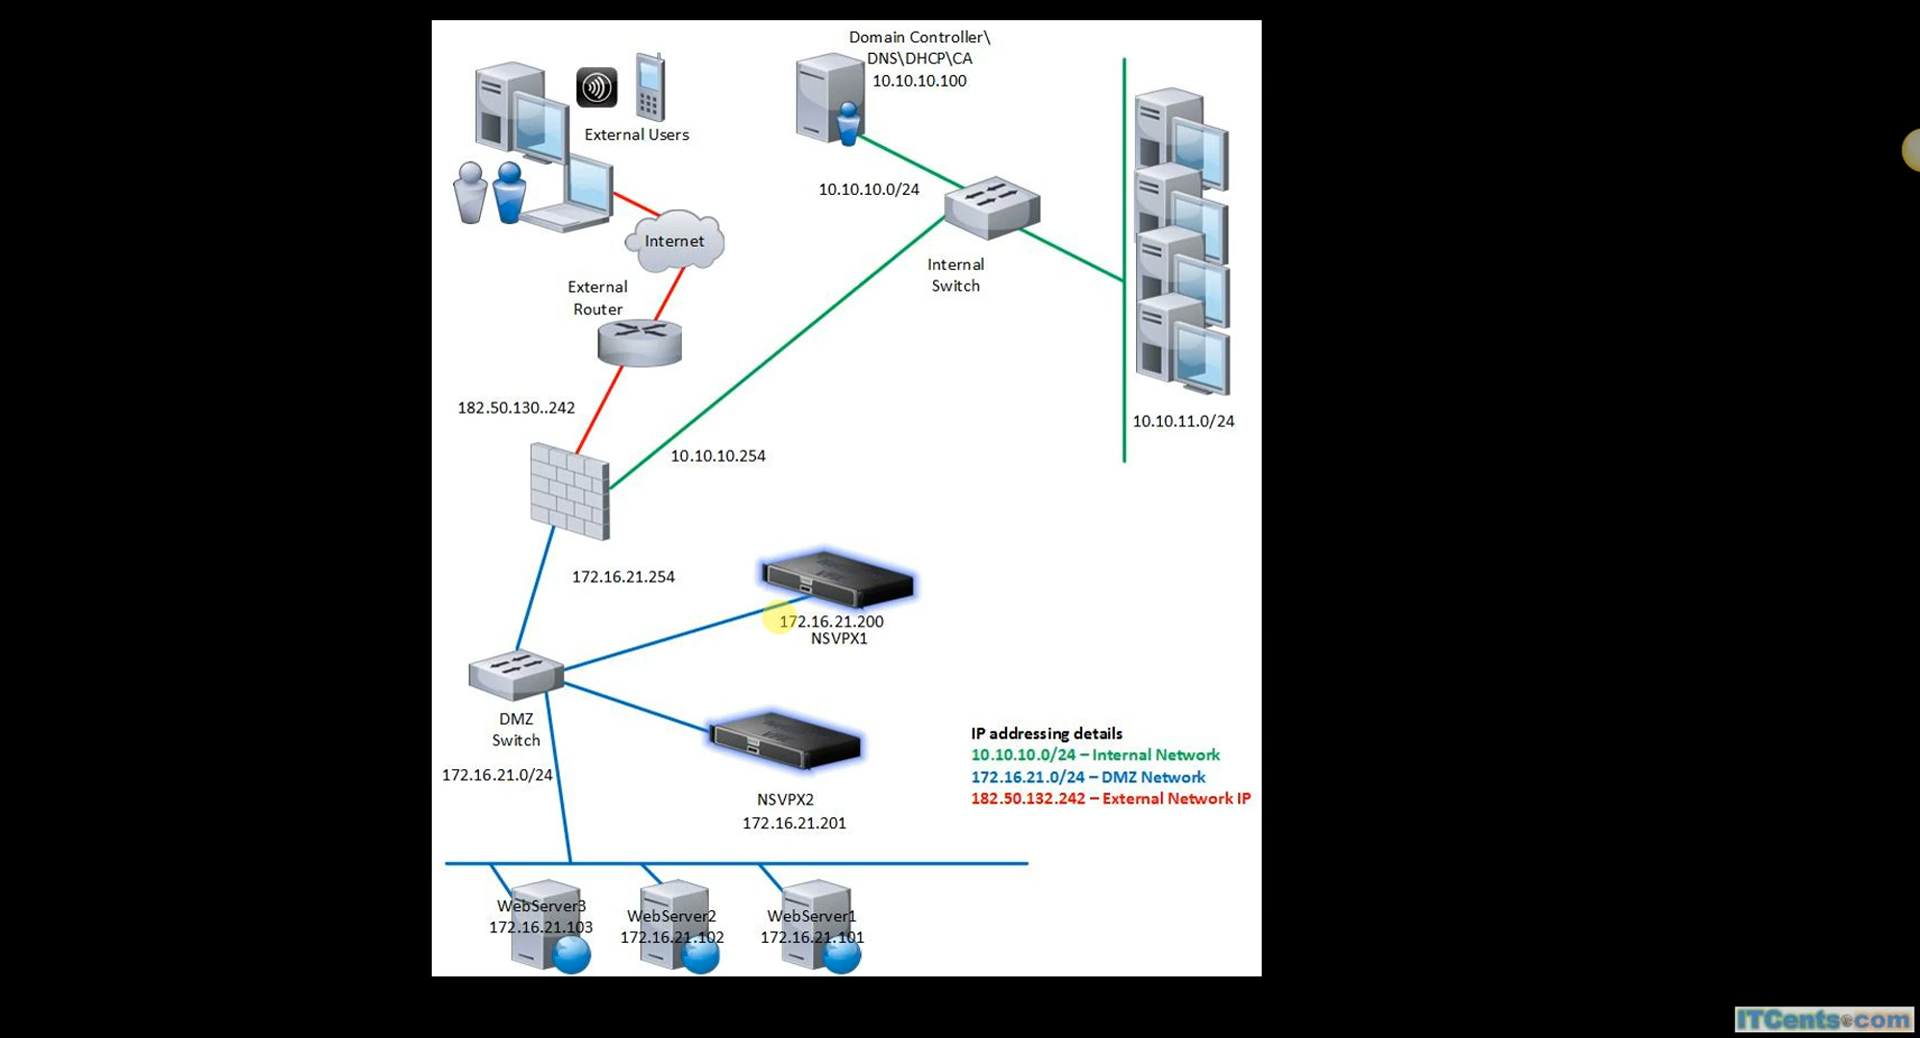 Domain Controller\
DNS\DHCP\CA
10.10.10.100
External Users
10.10.10.0/24
Internet
Internal
Switch
External
Router
182.50.130..242
10.10.11.0/24
10.10.10.254
172.16.21.254
172.16.21.200
NSVPX1
DMZ
Switch
172.16.21.0/24
NSVPX2
172.16.21.201
IP addressing details
10.10.10.0/24 – Internal Network
172.16.21.0/24 – DMZ Network
182.50.132.242 – External Network IP
WebServer3
172.16.21.103
WebServer2
172.16.21.102
WebServer1
172.16.21.101
ITCents.com